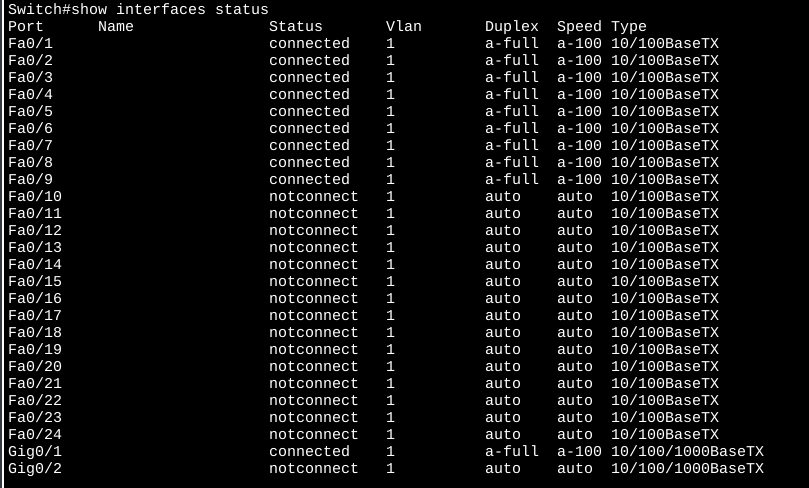 Switch#show interfaces status
Port      Name               Status       Vlan       Duplex  Speed Type
Fa0/1                        connected    1          a-full  a-100 10/100BaseTX
Fa0/2                        connected    1          a-full  a-100 10/100BaseTX
Fa0/3                        connected    1          a-full  a-100 10/100BaseTX
Fa0/4                        connected    1          a-full  a-100 10/100BaseTX
Fa0/5                        connected    1          a-full  a-100 10/100BaseTX
Fa0/6                        connected    1          a-full  a-100 10/100BaseTX
Fa0/7                        connected    1          a-full  a-100 10/100BaseTX
Fa0/8                        connected    1          a-full  a-100 10/100BaseTX
Fa0/9                        connected    1          a-full  a-100 10/100BaseTX
Fa0/10                       notconnect   1          auto    auto  10/100BaseTX
Fa0/11                       notconnect   1          auto    auto  10/100BaseTX
Fa0/12                       notconnect   1          auto    auto  10/100BaseTX
Fa0/13                       notconnect   1          auto    auto  10/100BaseTX
Fa0/14                       notconnect   1          auto    auto  10/100BaseTX
Fa0/15                       notconnect   1          auto    auto  10/100BaseTX
Fa0/16                       notconnect   1          auto    auto  10/100BaseTX
Fa0/17                       notconnect   1          auto    auto  10/100BaseTX
Fa0/18                       notconnect   1          auto    auto  10/100BaseTX
Fa0/19                       notconnect   1          auto    auto  10/100BaseTX
Fa0/20                       notconnect   1          auto    auto  10/100BaseTX
Fa0/21                       notconnect   1          auto    auto  10/100BaseTX
Fa0/22                       notconnect   1          auto    auto  10/100BaseTX
Fa0/23                       notconnect   1          auto    auto  10/100BaseTX
Fa0/24                       notconnect   1          auto    auto  10/100BaseTX
Gig0/1                       connected    1          a-full  a-100 10/100/1000BaseTX
Gig0/2                       notconnect   1          auto    auto  10/100/1000BaseTX